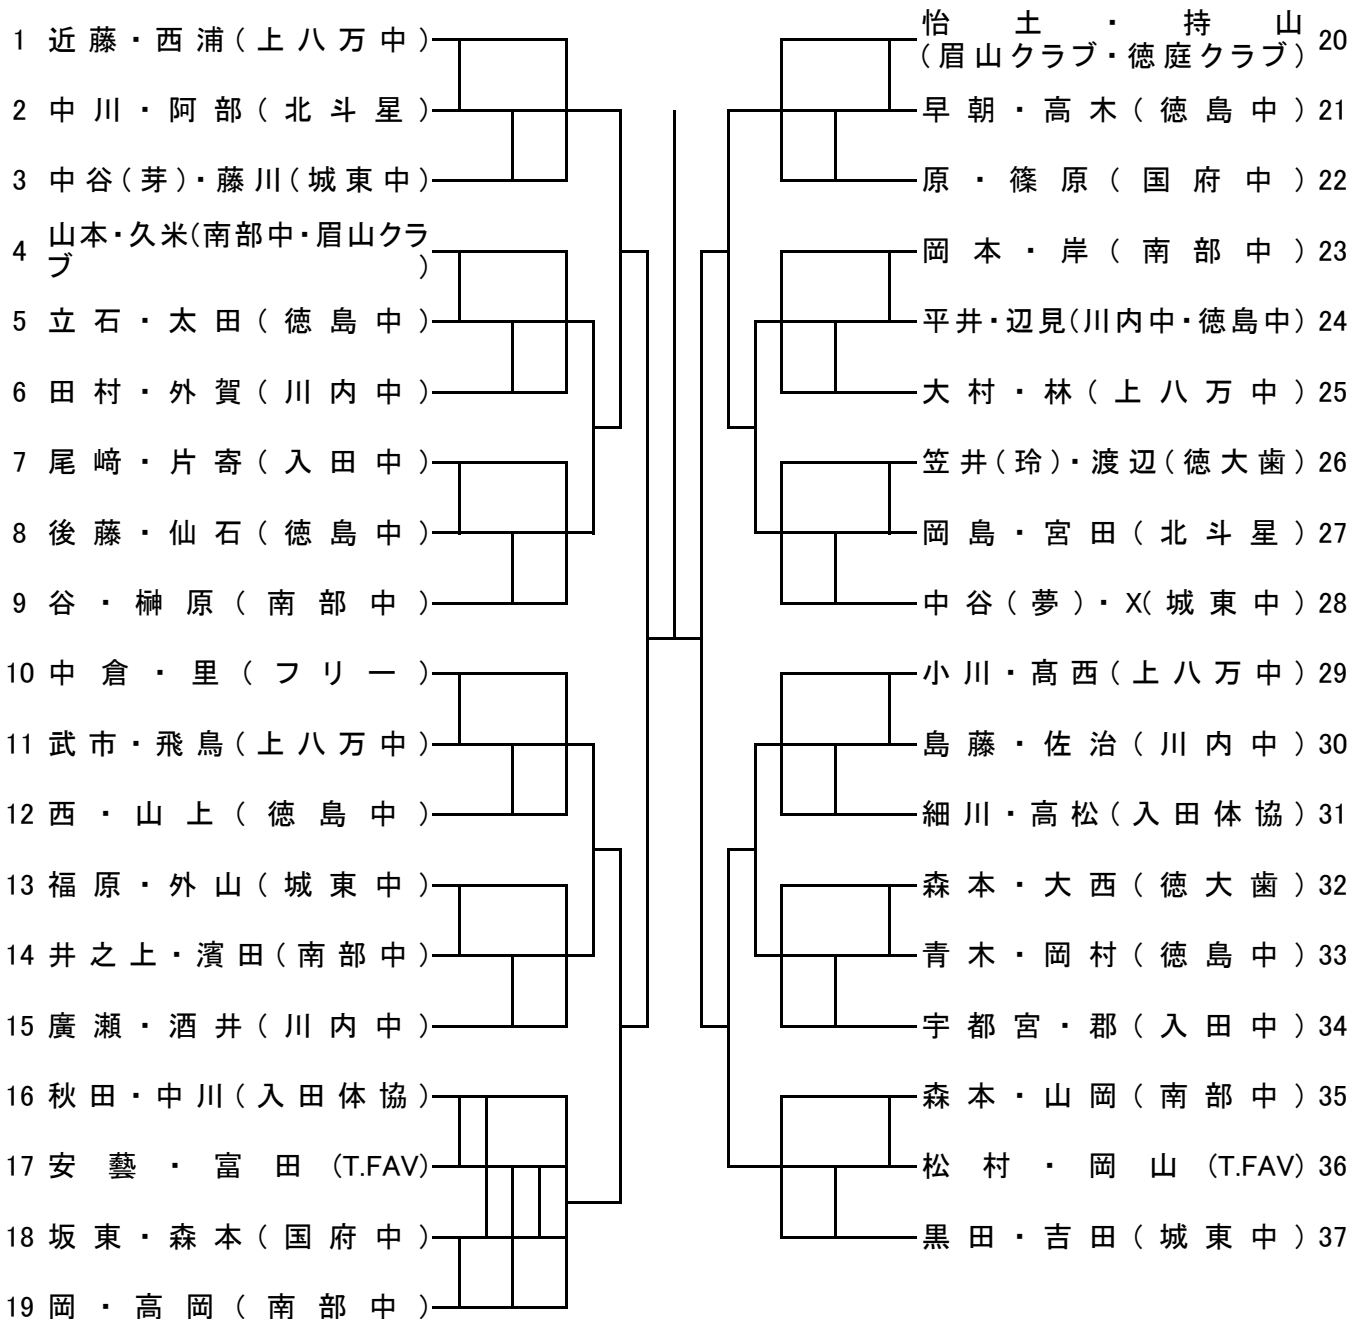 1 近藤・西浦(上八万中)
2 中川・阿部(北斗星)
3 中谷(芽)・藤川(城東中)
4 山本・久米(南部中・眉山クラ
ブ)
5 立石・太田(徳島中)
6 田村・外賀(川内中)
7 尾﨑・片寄(入田中)
8 後藤・仙石(徳島中)
9 谷・榊原(南部中)
10 中倉・里(フリー)
11 武市・飛鳥(上八万中)
12 西・山上(徳島中)
13 福原・外山(城東中)
14 井之上・濱田(南部中)
15 廣瀬・酒井(川内中)
16 秋田・中川(入田体協)
17 安藝・富田(T.FAV)
18 坂東・森本(国府中)
19 岡・高岡(南部中)
怡土・持山
(眉山クラブ・徳庭クラブ) 20
早朝・高木(徳島中) 21
原・篠原(国府中) 22
岡本・岸(南部中) 23
平井・辺見(川内中・徳島中) 24
大村・林(上八万中) 25
笠井(玲)・渡辺(徳大歯) 26
岡島・宮田(北斗星) 27
中谷(夢)・X(城東中) 28
小川・髙西(上八万中) 29
島藤・佐治(川内中) 30
細川・高松(入田体協) 31
森本・大西(徳大歯) 32
青木・岡村(徳島中) 33
宇都宮・郡(入田中) 34
森本・山岡(南部中) 35
松村・岡山(T.FAV) 36
黒田・吉田(城東中) 37